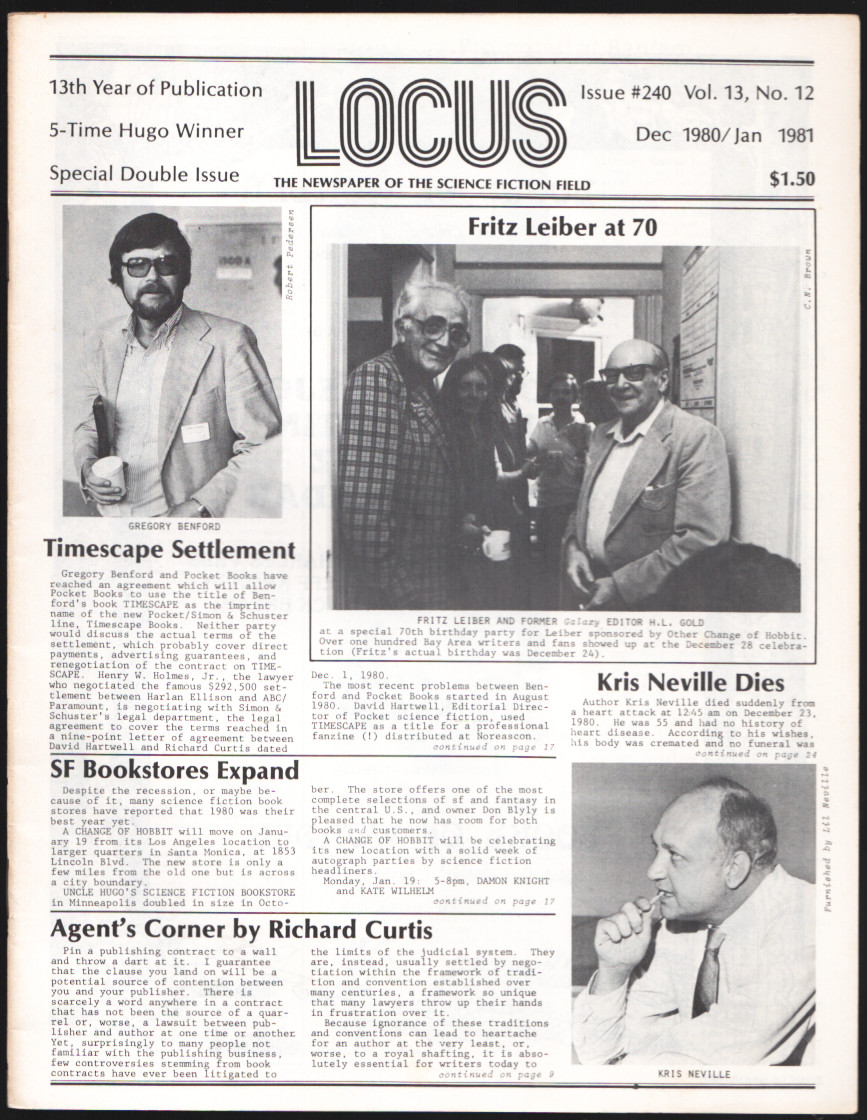 13th Year of Publication
5-Time Hugo Winner
Special Double Issue
LOCUS
THE NEWSPAPER OF THE SCIENCE FICTION FIELD
Issue #240 Vol. 13, No. 12
Dec 1980/Jan 1981
$1.50
Robert Pedersen
GREGORY BENFORD
Timescape Settlement
Gregory Benford and Pocket Books have
reached an agreement which will allow
Pocket Books to use the title of Ben-
ford's book TIMESCAPE as the imprint
name of the new Pocket/Simon & Schuster
line, Timescape Books. Neither party
would discuss the actual terms of the
settlement, which probably cover direct
payments, advertising guarantees, and
renegotiation of the contract on TIME-
SCAPE. Henry W. Holmes, Jr., the lawyer
who negotiated the famous $292,500 set-
tlement between Harlan Ellison and ABC/
Paramount, is negotiating with Simon &
Schuster's legal department, the legal
agreement to cover the terms reached in
a nine-point letter of agreement between
David Hartwell and Richard Curtis dated
Dec. 1, 1980.
The most recent problems between Ben-
ford and Pocket Books started in August
1980. David Hartwell, Editorial Direc-
tor of Pocket science fiction, used
TIMESCAPE as a title for a professional
fanzine (!) distributed at Noreascon.
continued on page 17
Fritz Leiber at 70
C.N. Brown
FRITZ LEIBER AND FORMER Galaxy EDITOR H.L. GOLD
at a special 70th birthday party for Leiber sponsored by Other Change of Hobbit.
Over one hundred Bay Area writers and fans showed up at the December 28 celebra-
tion (Fritz's actual birthday was December 24).
Kris Neville Dies
Author Kris Neville died suddenly from
a heart attack at 12:45 am on December 23,
1980. He was 55 and had no history of
heart disease. According to his wishes,
his body was cremated and no funeral was
continued on page 24
Furnished by Lil Neville
KRIS NEVILLE
SF Bookstores Expand
Despite the recession, or maybe be-
cause of it, many science fiction book
stores have reported that 1980 was their
best year yet.
A CHANGE OF HOBBIT will move on Janu-
ary 19 from its Los Angeles location to
larger quarters in Santa Monica, at 1853
Lincoln Blvd. The new store is only a
few miles from the old one but is across
a city boundary.
UNCLE HUGO'S SCIENCE FICTION BOOKSTORE
in Minneapolis doubled in size in Octo-
ber. The store offers one of the most
complete selections of sf and fantasy in
the central U.S., and owner Don Blyly is
pleased that he now has room for both
books and customers.
A CHANGE OF HOBBIT will be celebrating
its new location with a solid week of
autograph parties by science fiction
headliners.
Monday, Jan. 19: 5-8pm, DAMON KNIGHT
and KATE WILHELM
continued on page 17
Agent's Corner by Richard Curtis
Pin a publishing contract to a wall
and throw a dart at it. I guarantee
that the clause you land on will be a
potential source of contention between
you and your publisher. There is
scarcely a word anywhere in a contract
that has not been the source of a quar-
rel or, worse, a lawsuit between pub-
lisher and author at one time or another.
Yet, surprisingly to many people not
familiar with the publishing business,
few controversies stemming from book
contracts have ever been litigated to
the limits of the judicial system. They
are, instead, usually settled by nego-
tiation within the framework of tradi-
tion and convention established over
many centuries, a framework so unique
that many lawyers throw up their hands
in frustration over it.
Because ignorance of these traditions
and conventions can lead to heartache
for an author at the very least, or,
worse, to a royal shafting, it is abso-
lutely essential for writers today to
continued on page 9